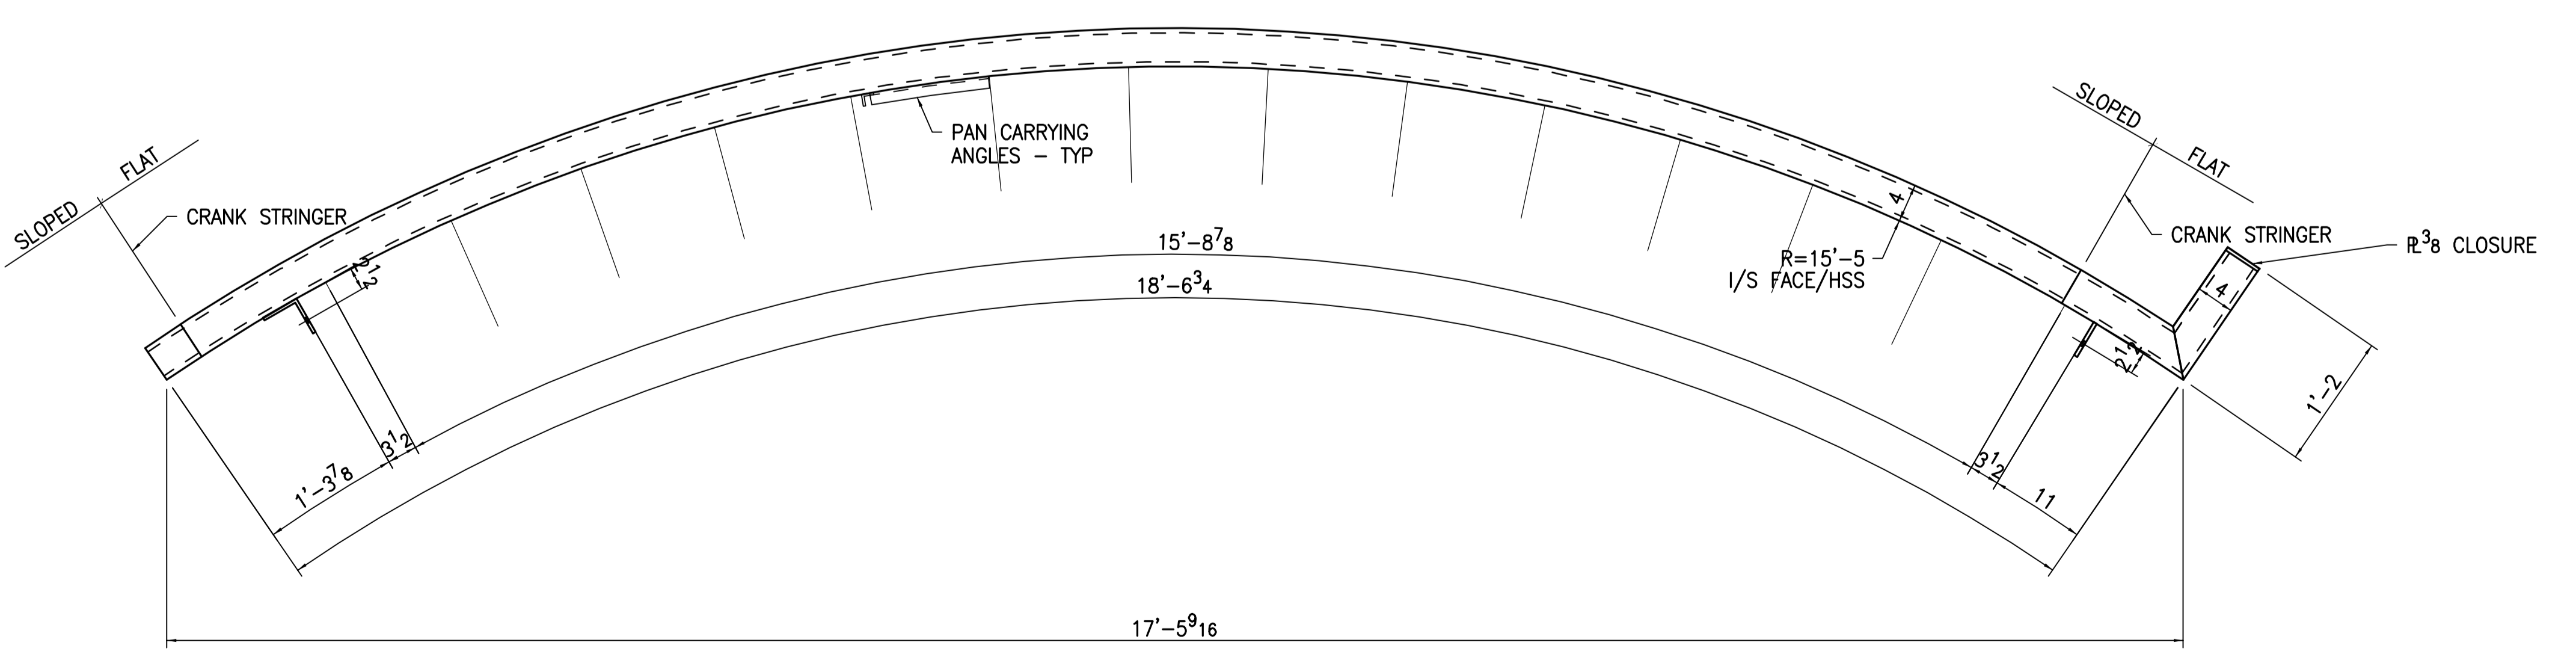 SLOPED
FLAT
CRANK STRINGER
PAN CARRYING
ANGLES – TYP
SLOPED
FLAT
CRANK STRINGER
PL 3/8 CLOSURE
4
4
R=15'-5
I/S FACE/HSS
2 1/2
2 1/2
15'-8 7/8
18'-6 3/4
1'-3 7/8
3 1/2
3 1/2
11
1'-2
17'-5 9/16